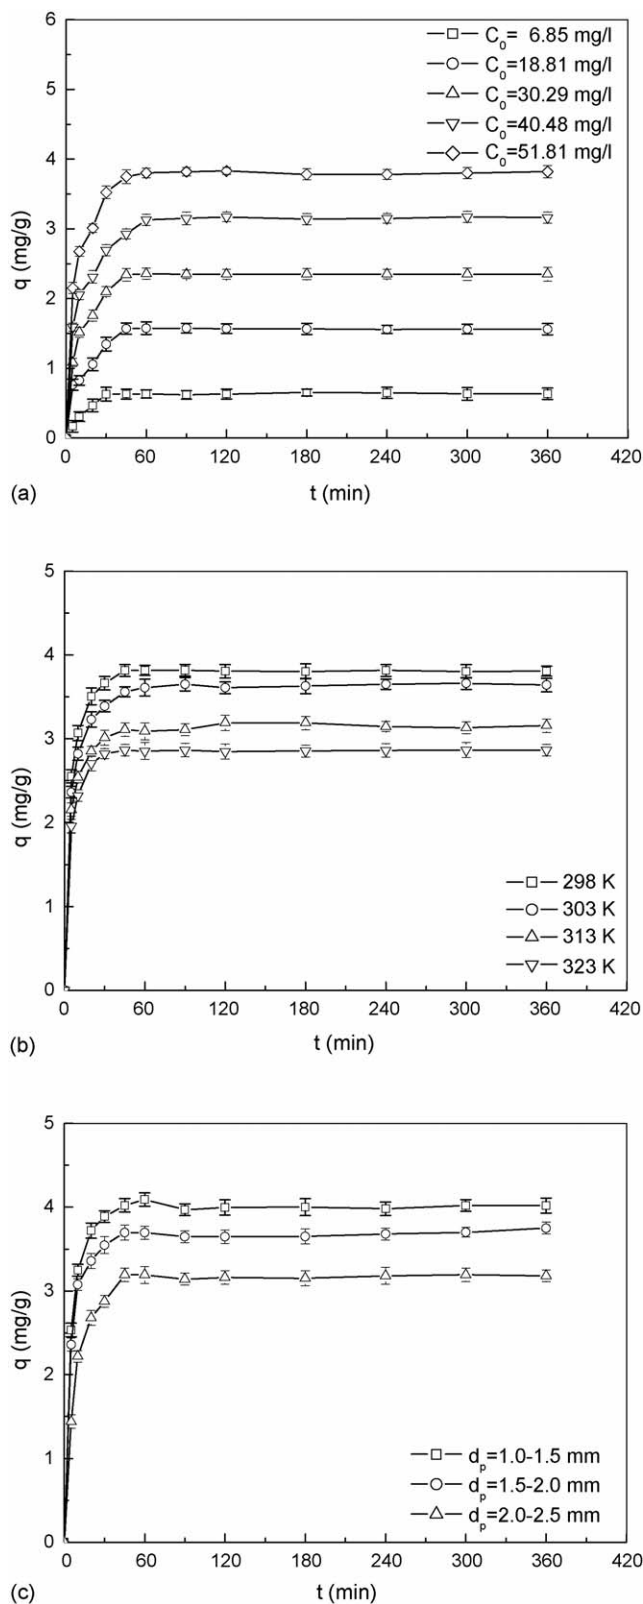 6
C₀= 6.85 mg/l
C₀=18.81 mg/l
5
C₀=30.29 mg/l
C₀=40.48 mg/l
C₀=51.81 mg/l
4
3
q (mg/g)
2
1
0
0 60 120 180 240 300 360 420
(a) t (min)
5
4
3
q (mg/g)
2
298 K
303 K
1
313 K
323 K
0
0 60 120 180 240 300 360 420
(b) t (min)
5
4
3
q (mg/g)
2
dₚ=1.0-1.5 mm
1
dₚ=1.5-2.0 mm
dₚ=2.0-2.5 mm
0
0 60 120 180 240 300 360 420
(c) t (min)